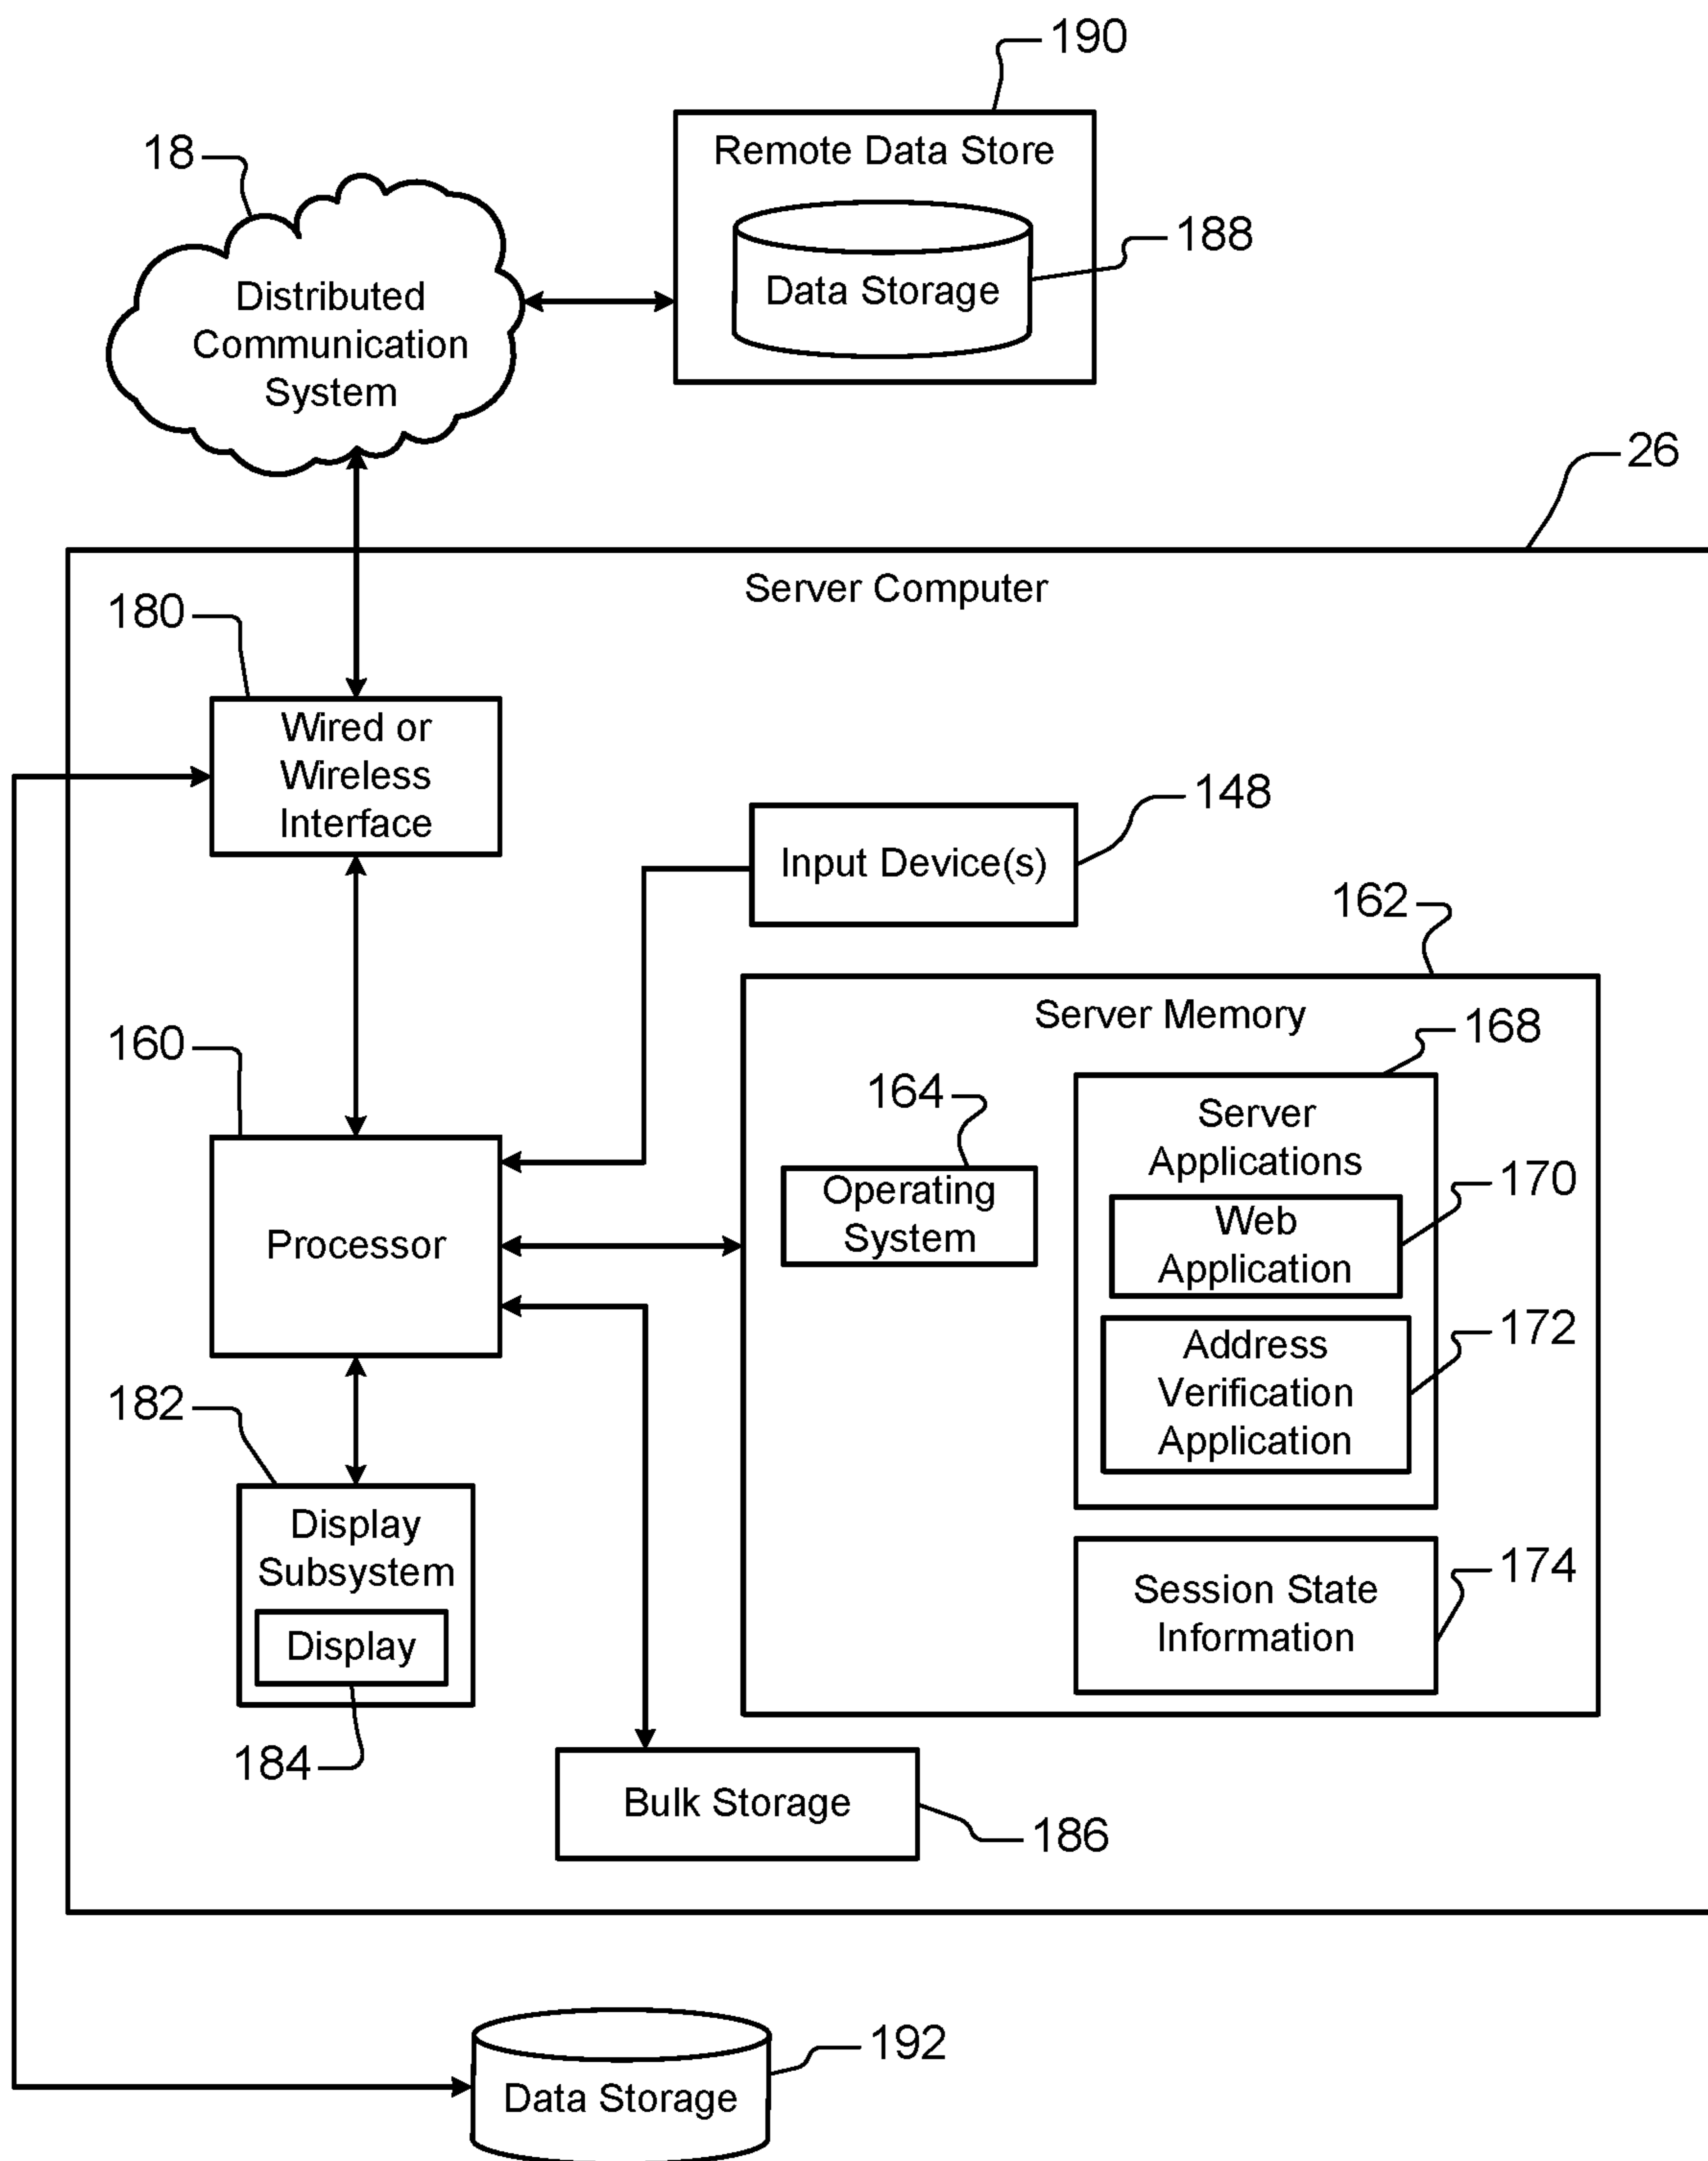 190
Remote Data Store
18
188
Data Storage
Distributed
Communication
System
26
Server Computer
180
Wired or
Wireless
Interface
148
Input Device(s)
162
Server Memory
168
160
164
Server
Applications
170
Operating
System
Web
Application
Processor
172
Address
Verification
Application
182
Display
Subsystem
174
Session State
Information
Display
184
Bulk Storage
186
192
Data Storage